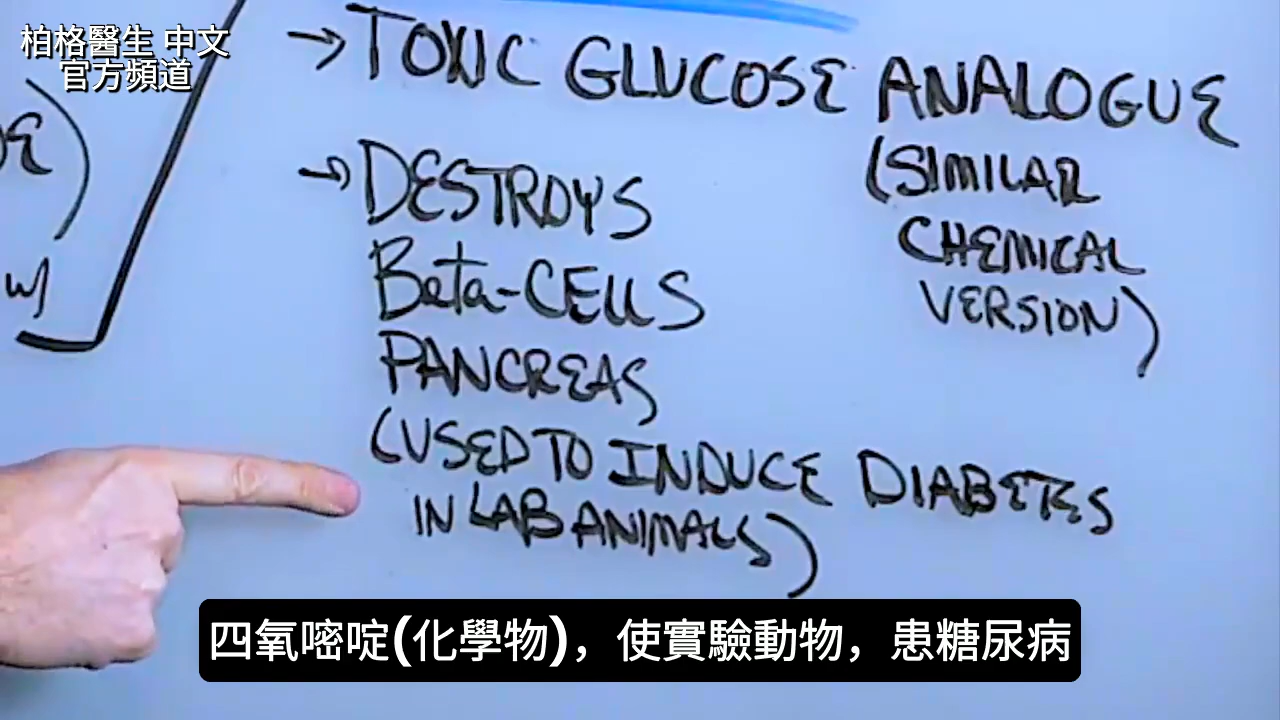 柏格醫生 中文
官方頻道
→ TOXIC GLUCOSE ANALOGUE
(SIMILAR
CHEMICAL
VERSION)
→ DESTROYS
Beta-CELLS
PANCREAS
(USED TO INDUCE DIABETES
IN LAB ANIMALS)
w/
四氧嘧啶(化學物)，使實驗動物，患糖尿病